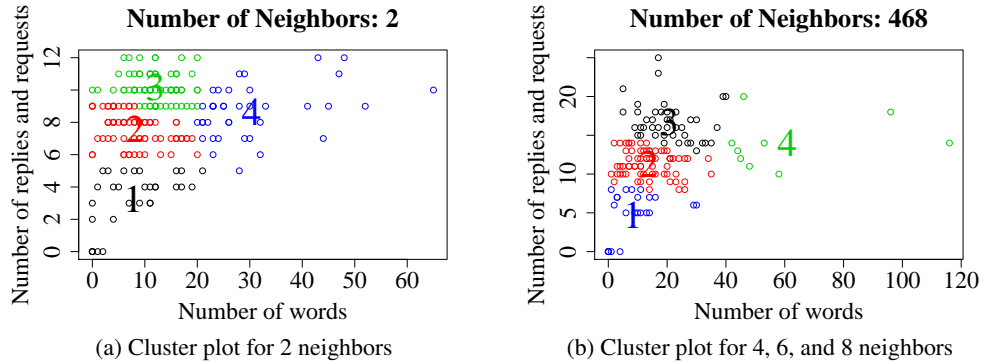 Number of Neighbors: 2
Number of replies and requests
12
10
8
6
4
2
0
3
2
4
1
0 10 20 30 40 50 60
Number of words
(a) Cluster plot for 2 neighbors
Number of Neighbors: 468
Number of replies and requests
20
10
5
0
3
2
4
1
0 20 40 60 80 100 120
Number of words
(b) Cluster plot for 4, 6, and 8 neighbors